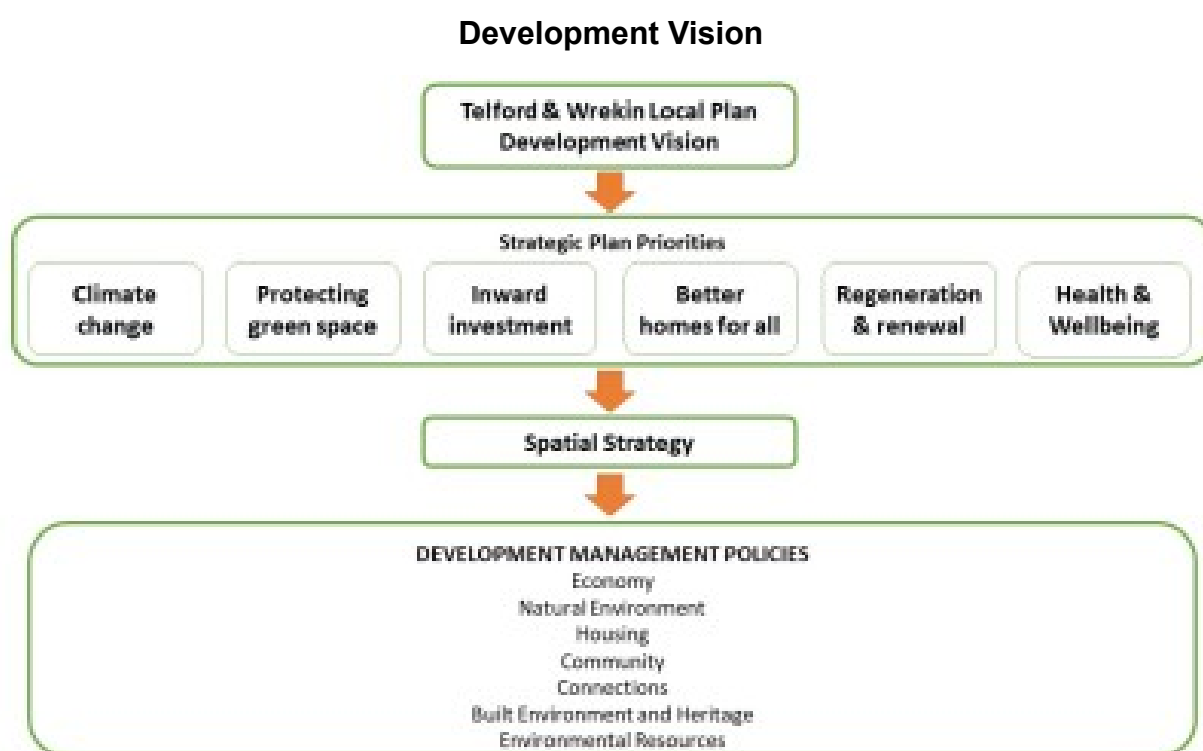 Development Vision
Telford & Wrekin Local Plan
Development Vision
Strategic Plan Priorities
Climate
change
Protecting
green space
Inward
investment
Better
homes for all
Regeneration
& renewal
Health &
Wellbeing
Spatial Strategy
DEVELOPMENT MANAGEMENT POLICIES
Economy
Natural Environment
Housing
Community
Connections
Built Environment and Heritage
Environmental Resources